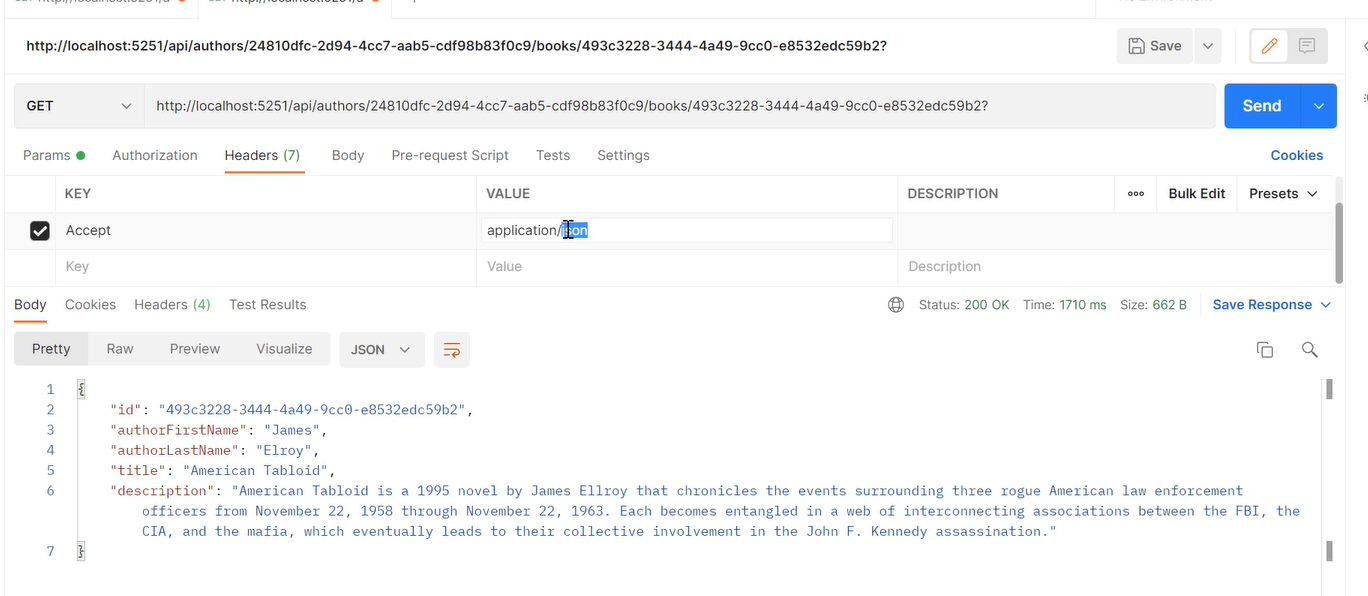 http://localhost:5251/api/authors/24810dfc-2d94-4cc7-aab5-cdf98b83f0c9/books/493c3228-3444-4a49-9cc0-e8532edc59b2?
Save
GET
http://localhost:5251/api/authors/24810dfc-2d94-4cc7-aab5-cdf98b83f0c9/books/493c3228-3444-4a49-9cc0-e8532edc59b2?
Send
Params Authorization Headers (7) Body Pre-request Script Tests Settings Cookies
KEY VALUE DESCRIPTION Bulk Edit Presets
Accept application/json
Key Value Description
Body Cookies Headers (4) Test Results Status: 200 OK Time: 1710 ms Size: 662 B Save Response
Pretty Raw Preview Visualize JSON
1 {
2 "id": "493c3228-3444-4a49-9cc0-e8532edc59b2",
3 "authorFirstName": "James",
4 "authorLastName": "Elroy",
5 "title": "American Tabloid",
6 "description": "American Tabloid is a 1995 novel by James Ellroy that chronicles the events surrounding three rogue American law enforcement
officers from November 22, 1958 through November 22, 1963. Each becomes entangled in a web of interconnecting associations between the FBI, the
CIA, and the mafia, which eventually leads to their collective involvement in the John F. Kennedy assassination."
7 }